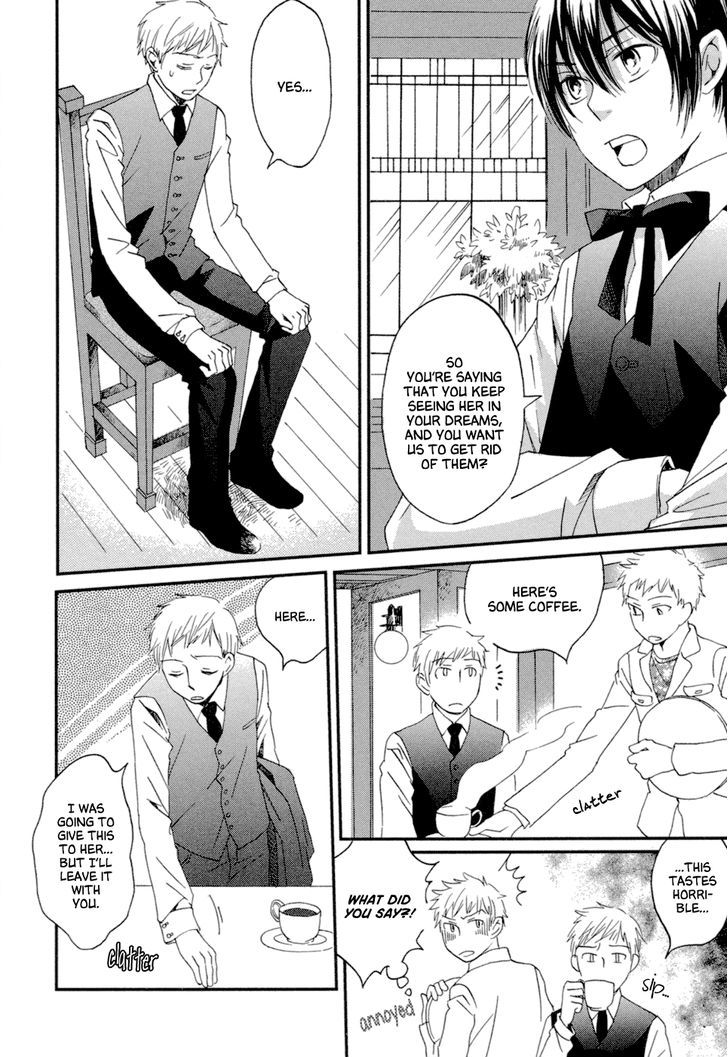 SO
YOU'RE SAYING
THAT YOU KEEP
SEEING HER IN
YOUR DREAMS,
AND YOU WANT
US TO GET RID
OF THEM?
YES...
HERE'S
SOME COFFEE.
clatter
...THIS
TASTES
HORRI-
BLE...
sip...
WHAT DID
YOU SAY?!
annoyed
HERE...
I WAS
GOING TO
GIVE THIS
TO HER...
BUT I'LL
LEAVE IT
WITH
YOU.
clatter